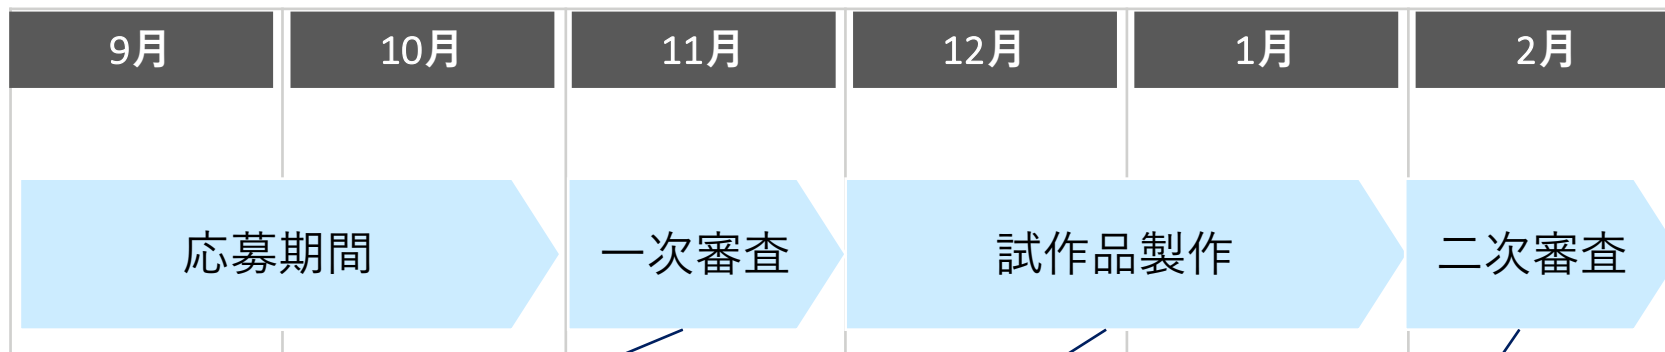 9月 10月 11月 12月 1月 2月
応募期間 一次審査 試作品製作 二次審査